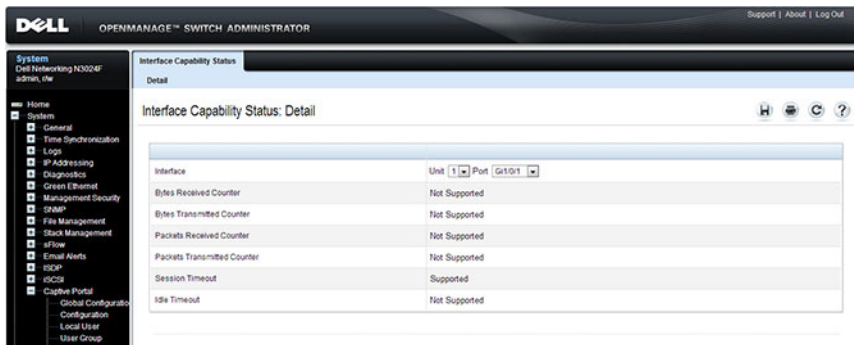 Support | About | Log Out
DELL OPENMANAGE™ SWITCH ADMINISTRATOR
System
Dell Networking N3024F
admin, r/w
Home
System
General
Time Synchronization
Logs
IP Addressing
Diagnostics
Green Ethernet
Management Security
SNMP
File Management
Stack Management
sFlow
Email Alerts
ISDP
iSCSI
Captive Portal
Global Configuratio
Configuration
Local User
User Group
Interface Capability Status
Detail
Interface Capability Status: Detail
Interface Unit 1 Port Gi1/0/1
Bytes Received Counter Not Supported
Bytes Transmitted Counter Not Supported
Packets Received Counter Not Supported
Packets Transmitted Counter Not Supported
Session Timeout Supported
Idle Timeout Not Supported